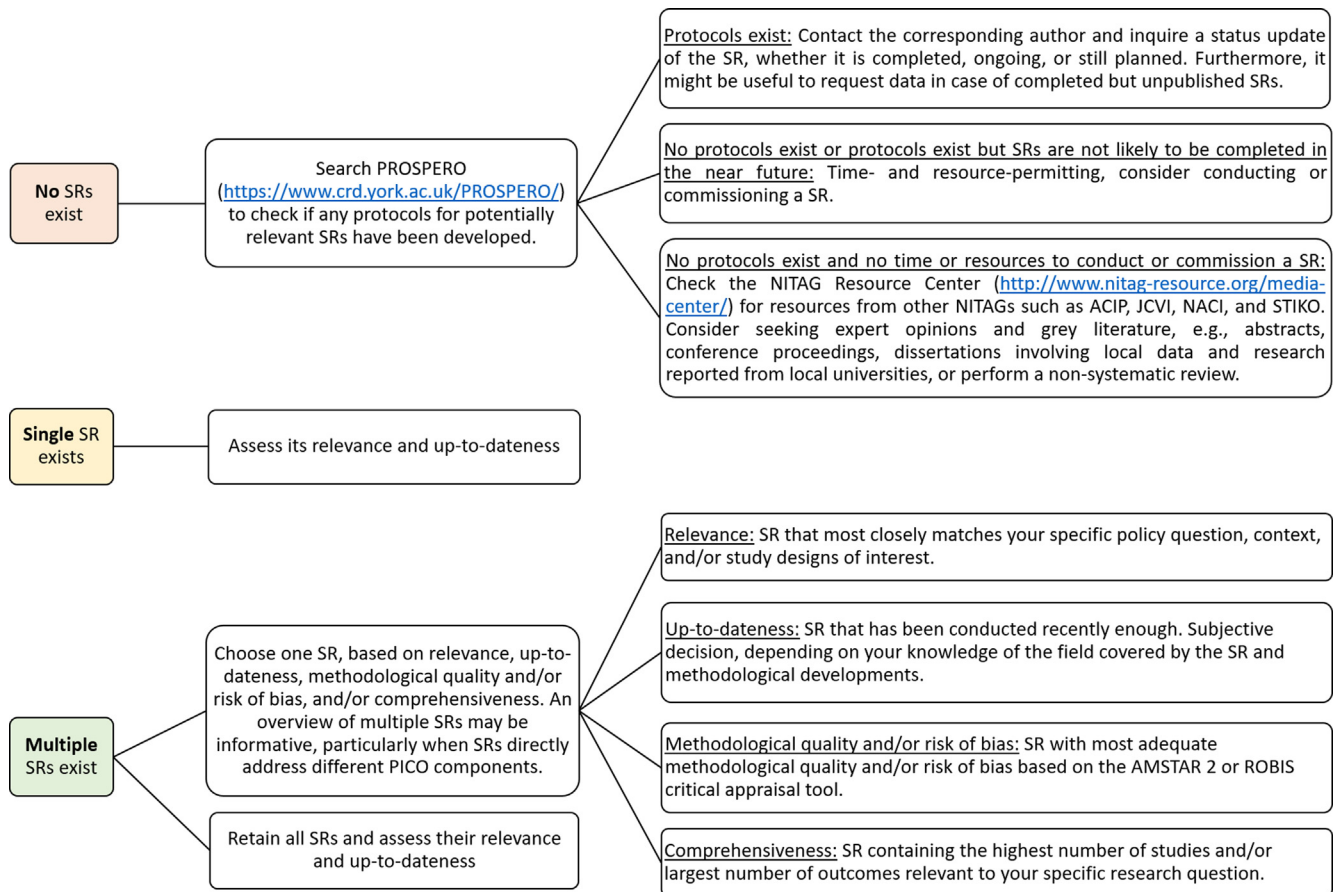 No SRs
exist
Search PROSPERO
(https://www.crd.york.ac.uk/PROSPERO/)
to check if any protocols for potentially
relevant SRs have been developed.
Protocols exist: Contact the corresponding author and inquire a status update
of the SR, whether it is completed, ongoing, or still planned. Furthermore, it
might be useful to request data in case of completed but unpublished SRs.
No protocols exist or protocols exist but SRs are not likely to be completed in
the near future: Time- and resource-permitting, consider conducting or
commissioning a SR.
No protocols exist and no time or resources to conduct or commission a SR:
Check the NITAG Resource Center (http://www.nitag-resource.org/media-
center/) for resources from other NITAGs such as ACIP, JCVI, NACI, and STIKO.
Consider seeking expert opinions and grey literature, e.g., abstracts,
conference proceedings, dissertations involving local data and research
reported from local universities, or perform a non-systematic review.
Single SR
exists
Assess its relevance and up-to-dateness
Multiple
SRs exist
Choose one SR, based on relevance, up-to-
dateness, methodological quality and/or
risk of bias, and/or comprehensiveness. An
overview of multiple SRs may be
informative, particularly when SRs directly
address different PICO components.
Retain all SRs and assess their relevance
and up-to-dateness
Relevance: SR that most closely matches your specific policy question, context,
and/or study designs of interest.
Up-to-dateness: SR that has been conducted recently enough. Subjective
decision, depending on your knowledge of the field covered by the SR and
methodological developments.
Methodological quality and/or risk of bias: SR with most adequate
methodological quality and/or risk of bias based on the AMSTAR 2 or ROBIS
critical appraisal tool.
Comprehensiveness: SR containing the highest number of studies and/or
largest number of outcomes relevant to your specific research question.